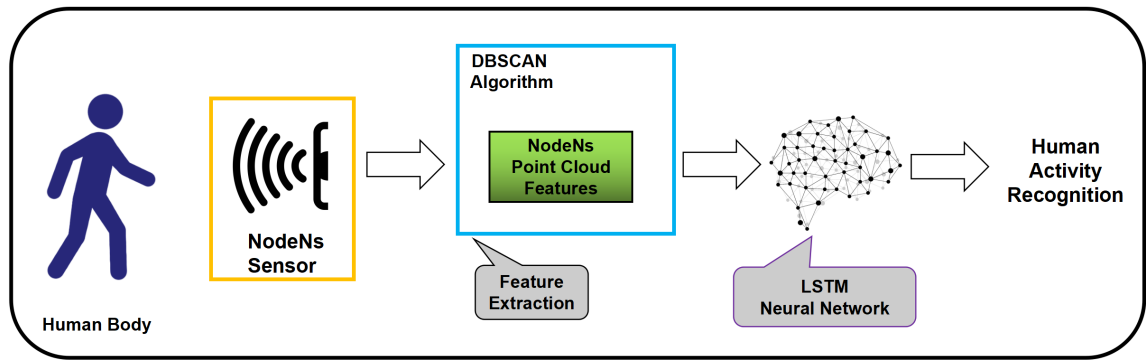 Human Body
NodeNs
Sensor
DBSCAN
Algorithm
NodeNs
Point Cloud
Features
Feature
Extraction
LSTM
Neural Network
Human
Activity
Recognition